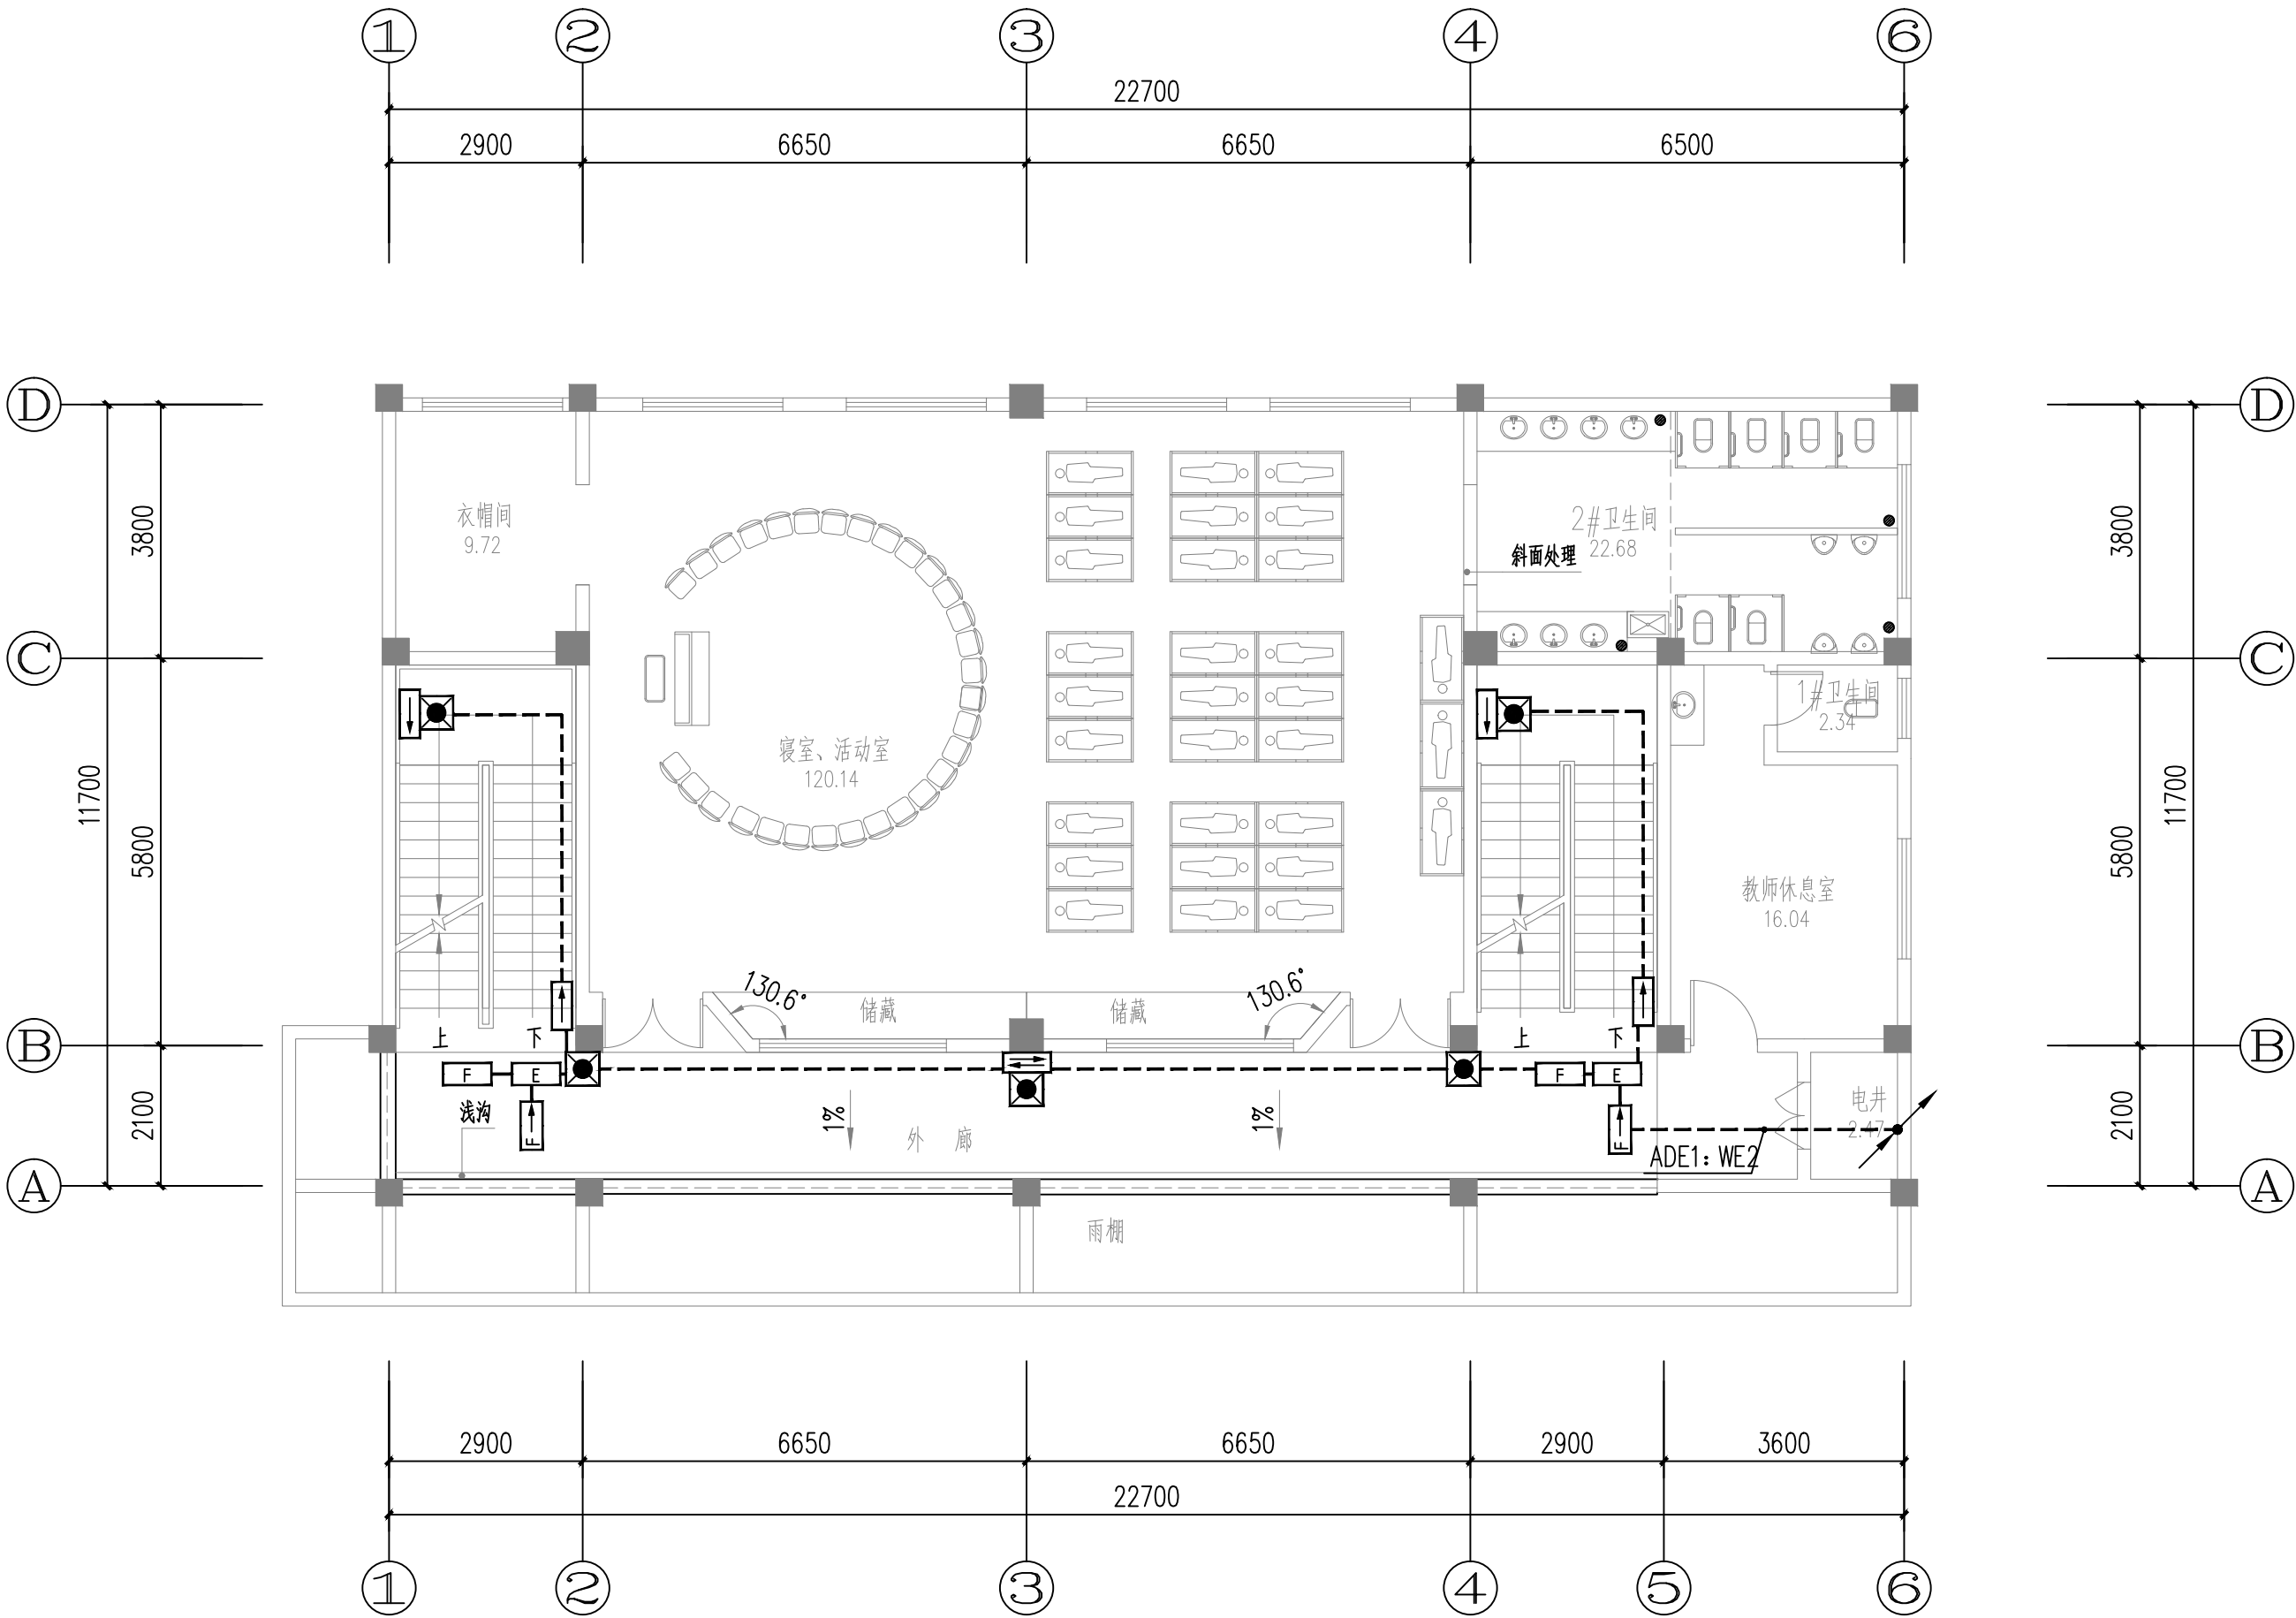 1 2 3 4 6
22700
2900 6650 6650 6500
D D
衣帽间
9.72
2#卫生间
22.68
斜面处理
3800 3800
C C
1#卫生间
2.34
寝室、活动室
120.14
11700 5800 5800 11700
教师休息室
16.04
130.6° 储藏 储藏 130.6°
上 下 上 下
B B
F E F E
浅沟 F 1% 外 廊 1% F 电井
2.47
2100 2100
ADE1: WE2
A A
雨棚
2900 6650 6650 2900 3600
22700
1 2 3 4 5 6